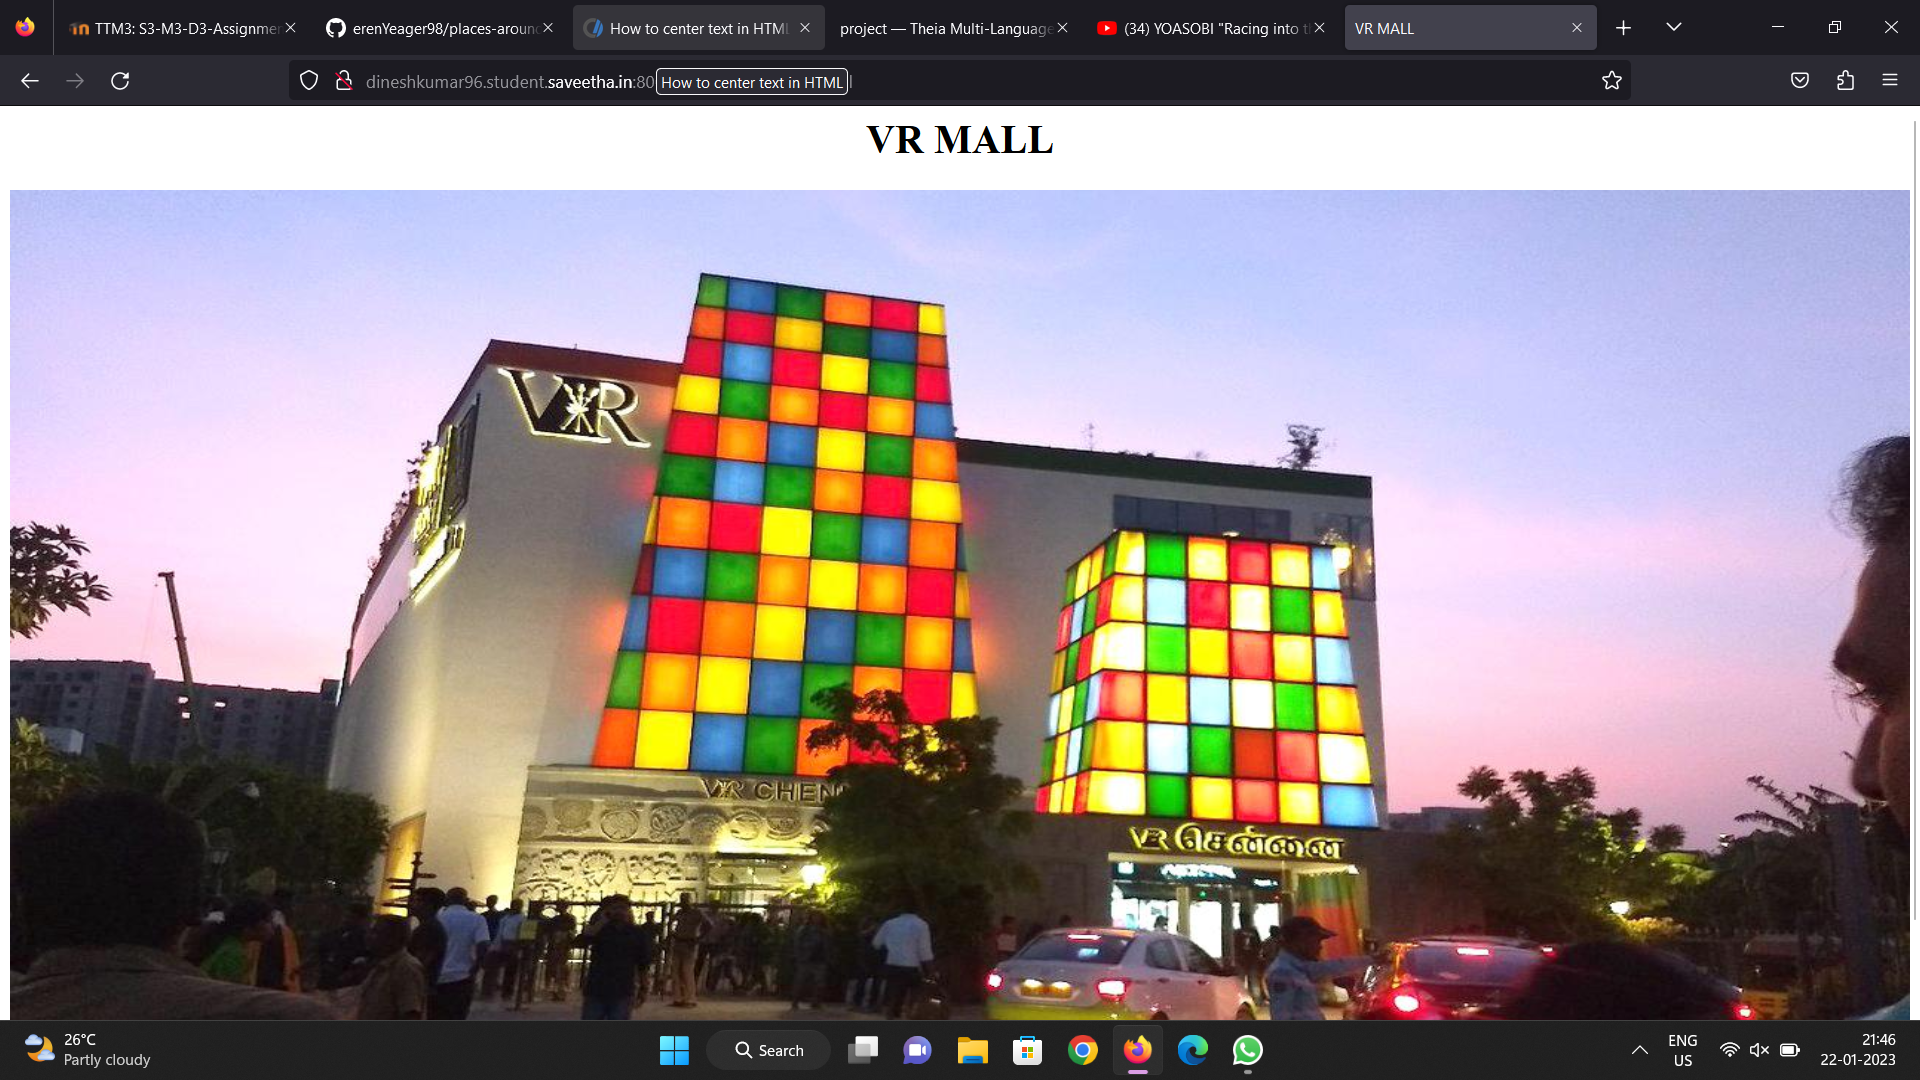 TTM3: S3-M3-D3-Assignmen
erenYeager98/places-aroun
How to center text in HTML
project — Theia Multi-Language
(34) YOASOBI "Racing into t
VR MALL
dineshkumar96.student.saveetha.in:80
How to center text in HTML
VR MALL
VR
VR CHEN
VR சென்னை
26°C
Partly cloudy
Search
ENG
US
21:46
22-01-2023